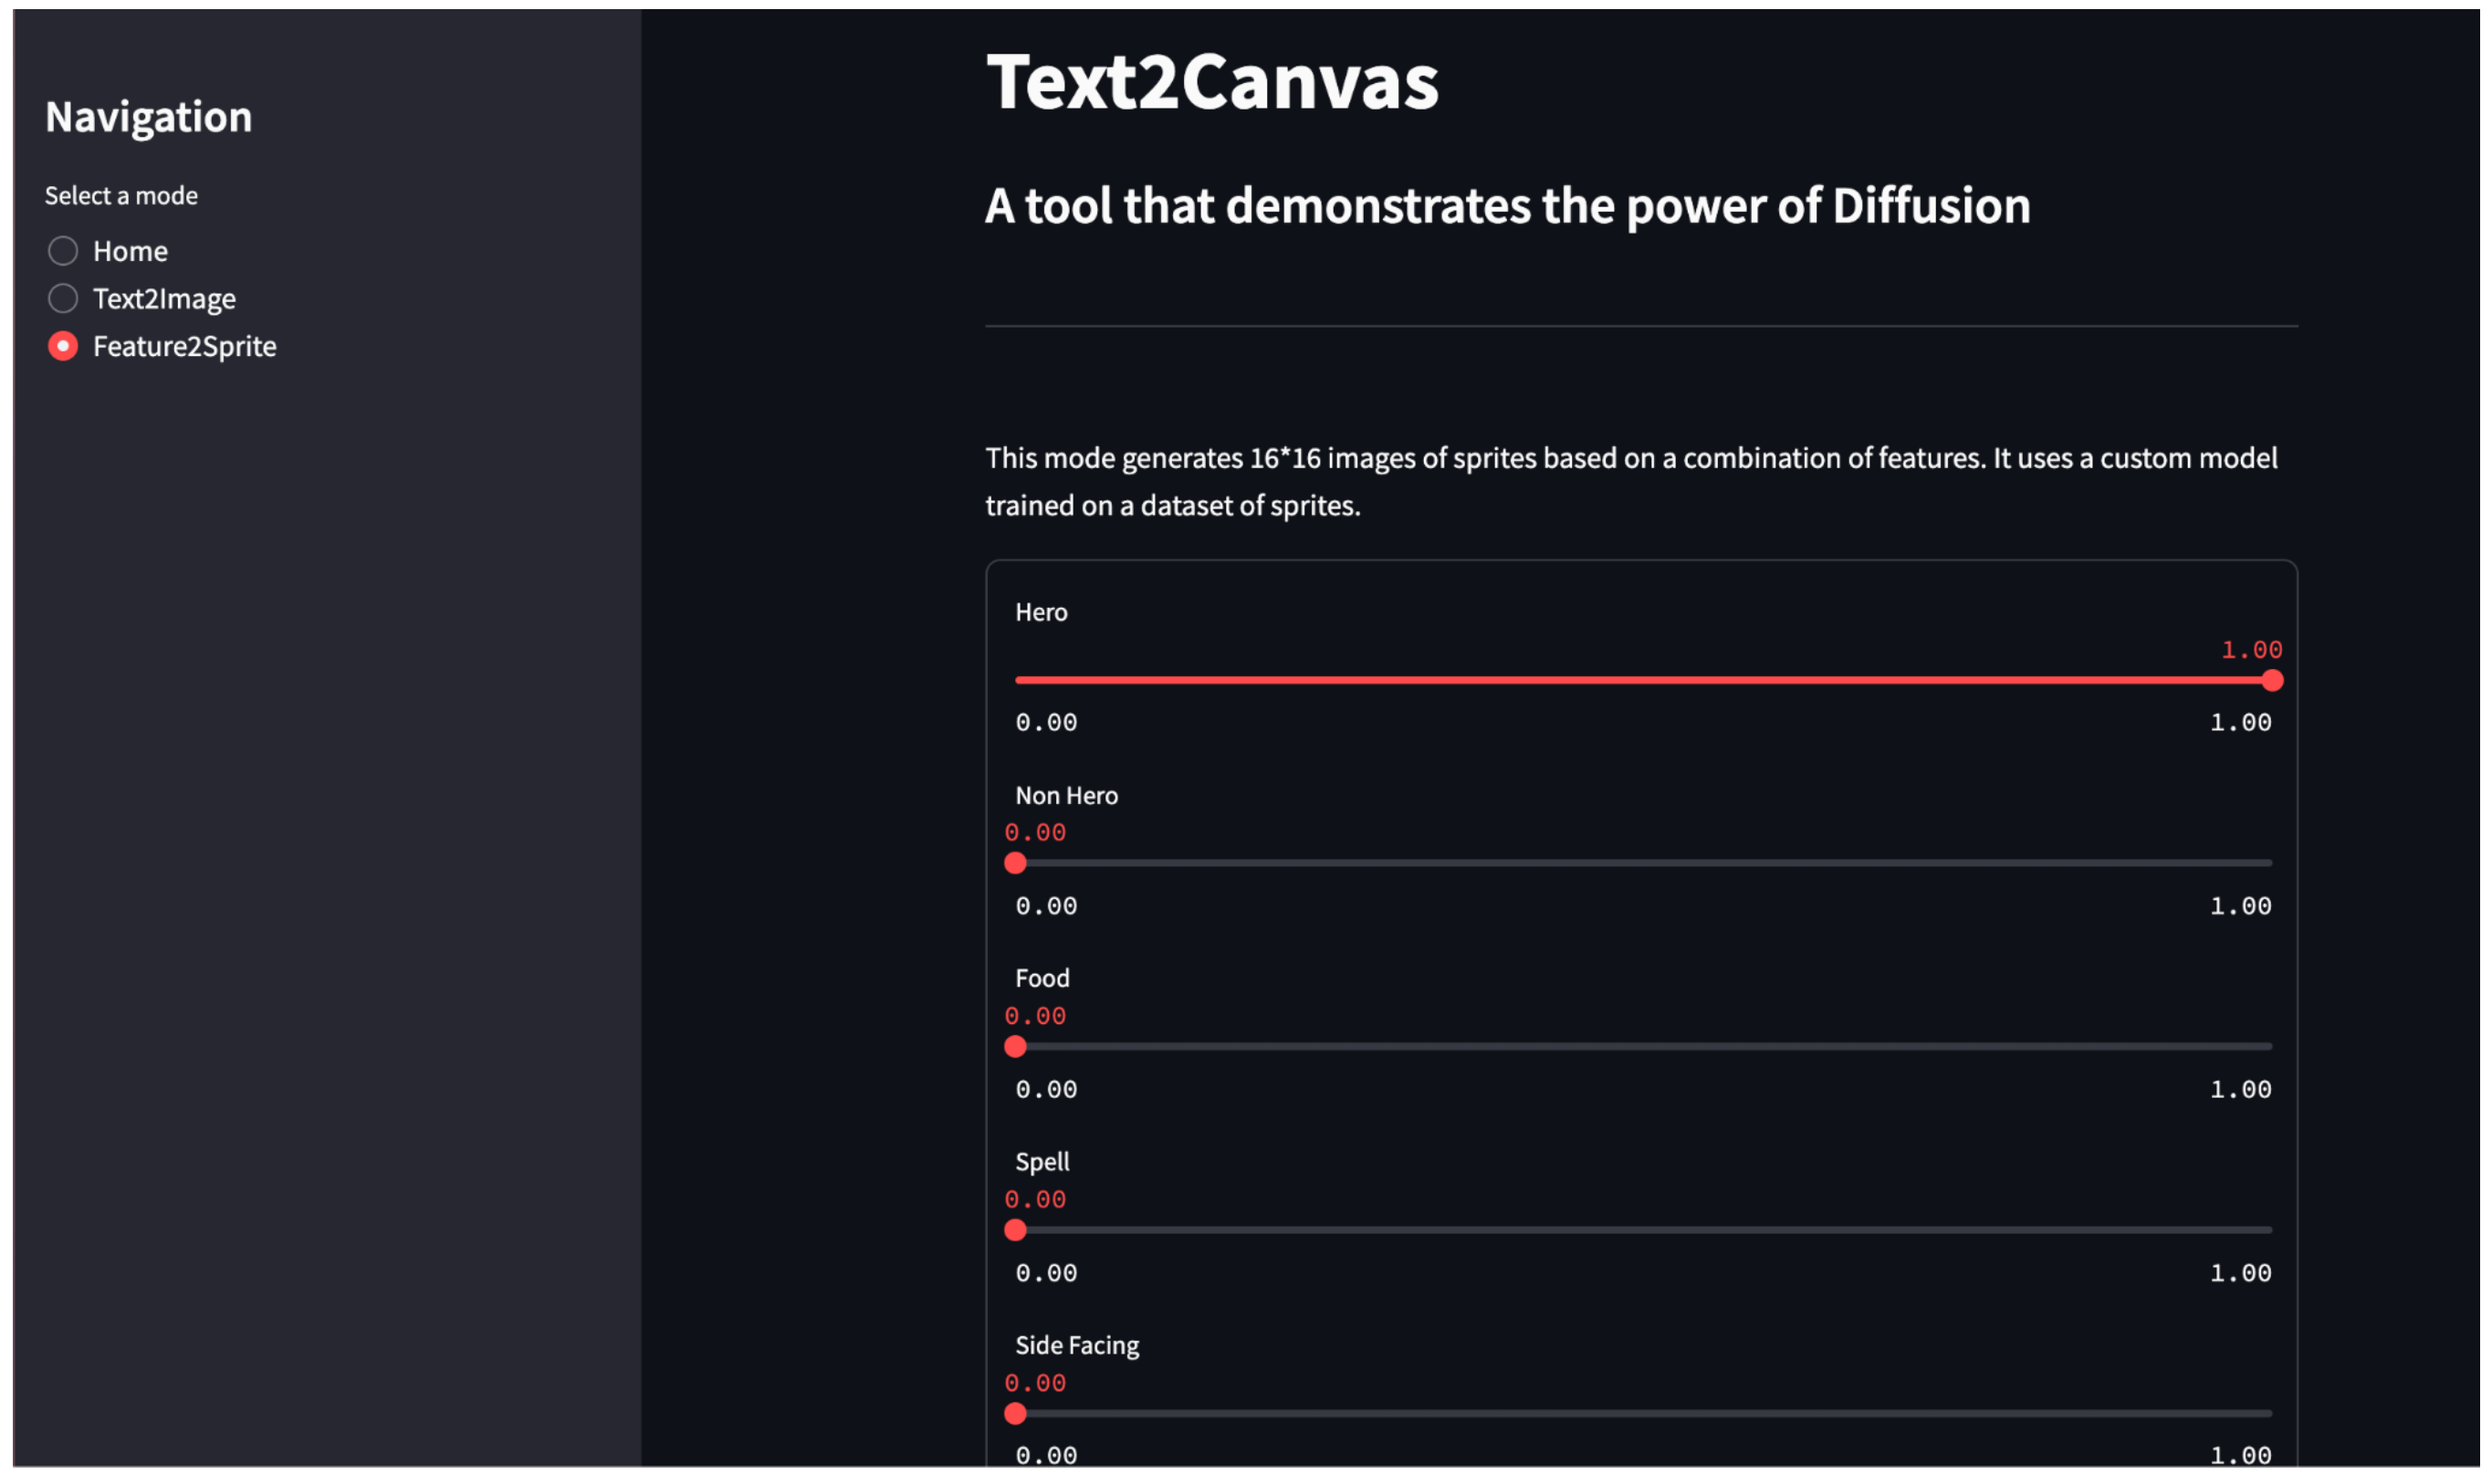 Navigation
Select a mode
Home
Text2Image
Feature2Sprite
Text2Canvas
A tool that demonstrates the power of Diffusion
This mode generates 16*16 images of sprites based on a combination of features. It uses a custom model
trained on a dataset of sprites.
Hero
1.00
0.00 1.00
Non Hero
0.00
0.00 1.00
Food
0.00
0.00 1.00
Spell
0.00
0.00 1.00
Side Facing
0.00
0.00 1.00